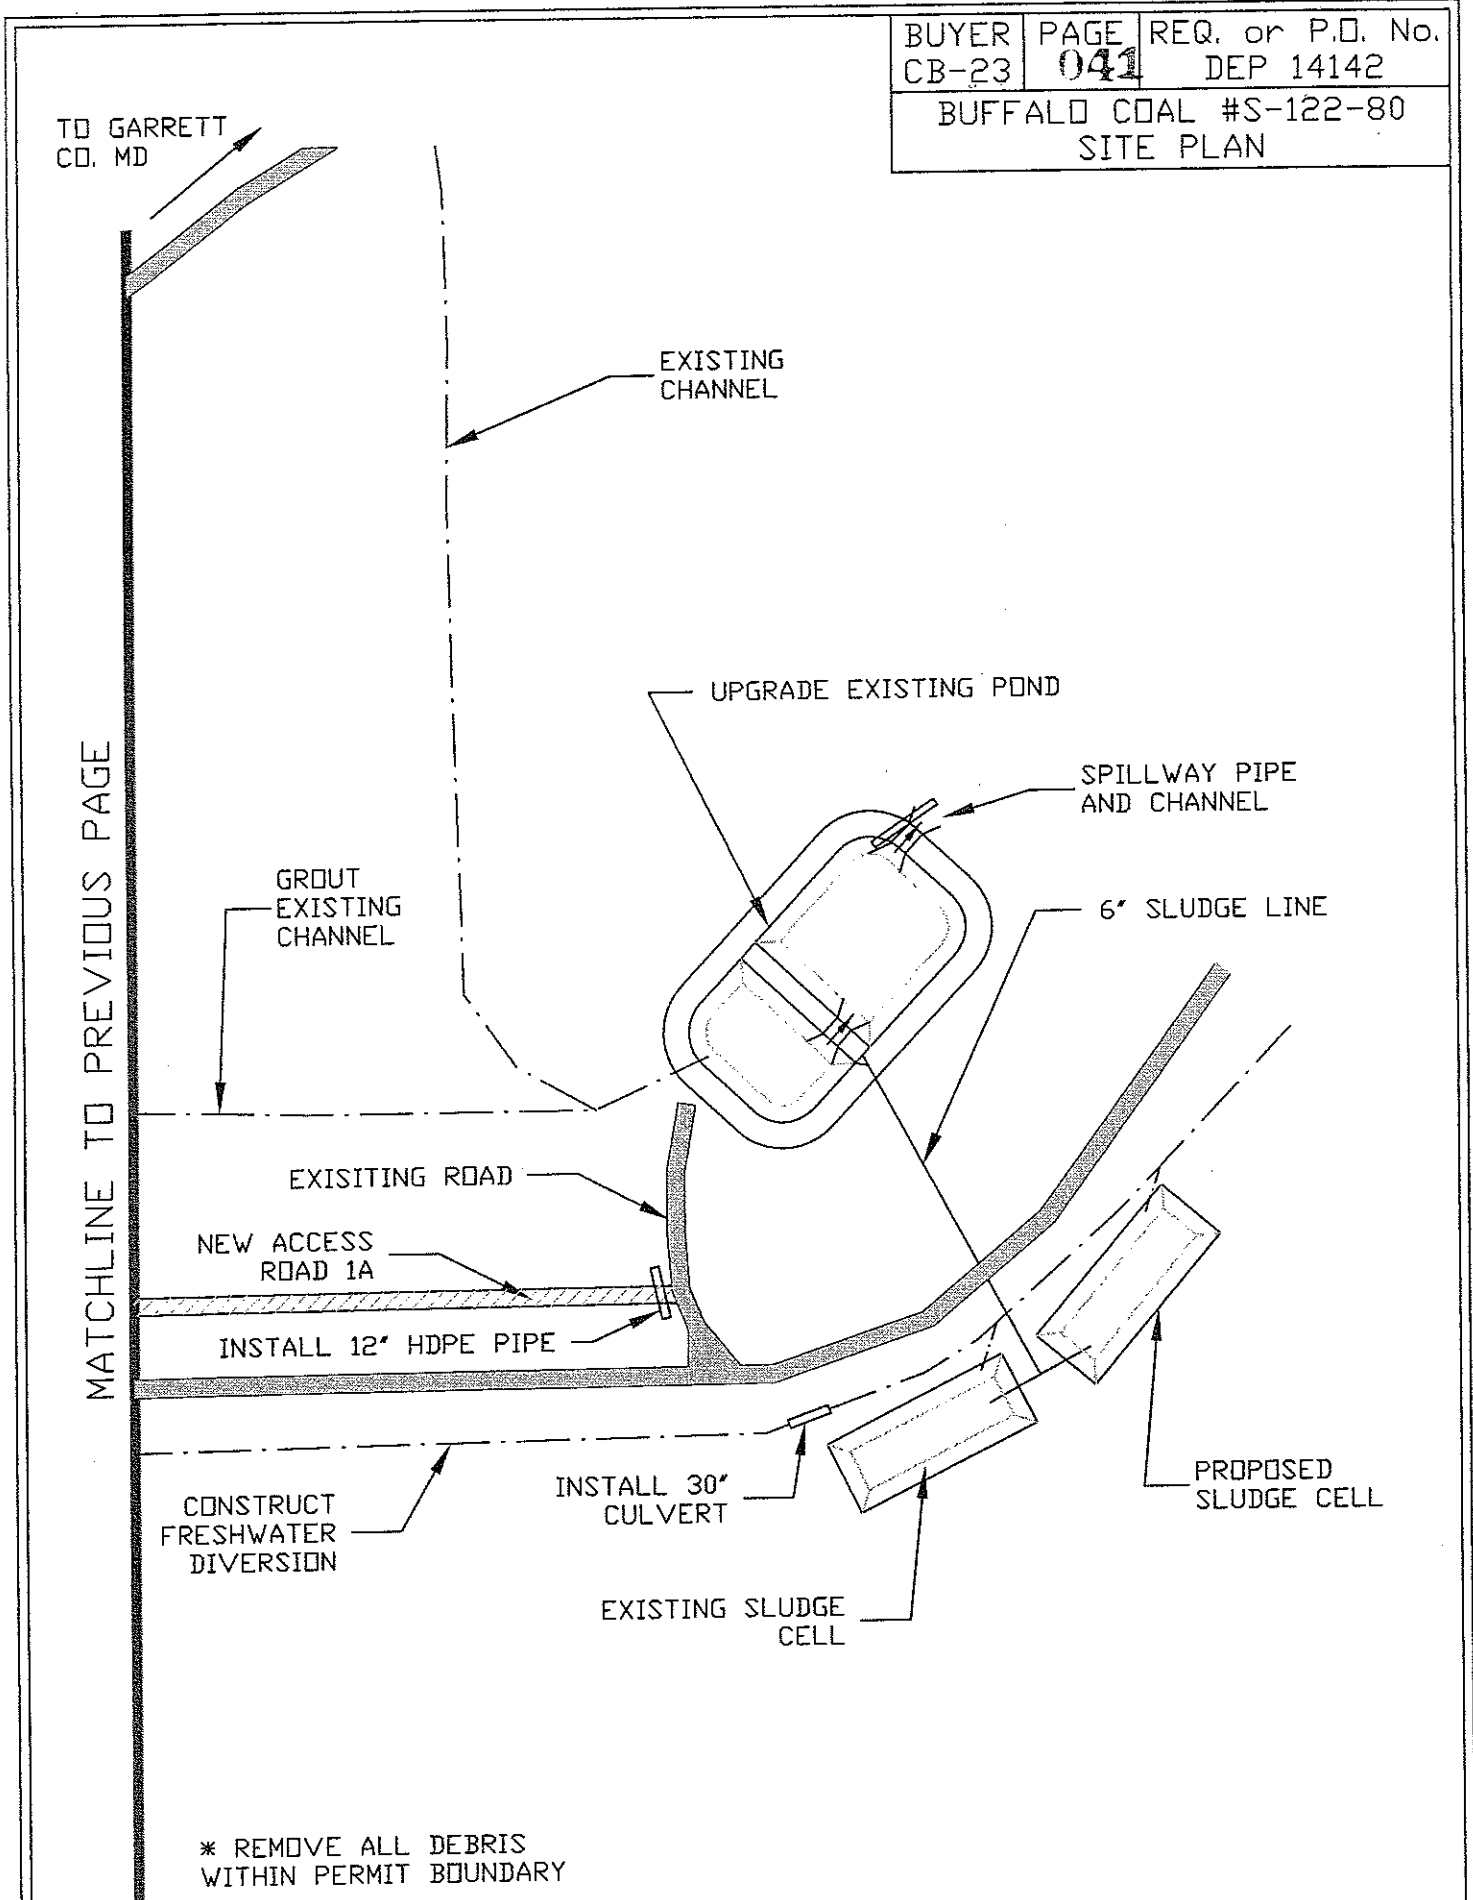 BUYER
CB-23
PAGE
041
REQ. or P.O. No.
DEP 14142
BUFFALO COAL #S-122-80
SITE PLAN
TO GARRETT
CO. MD
EXISTING
CHANNEL
UPGRADE EXISTING POND
SPILLWAY PIPE
AND CHANNEL
GROUT
EXISTING
CHANNEL
6" SLUDGE LINE
MATCHLINE TO PREVIOUS PAGE
EXISITING ROAD
NEW ACCESS
ROAD 1A
INSTALL 12" HDPE PIPE
INSTALL 30"
CULVERT
PROPOSED
SLUDGE CELL
CONSTRUCT
FRESHWATER
DIVERSION
EXISTING SLUDGE
CELL
* REMOVE ALL DEBRIS
WITHIN PERMIT BOUNDARY